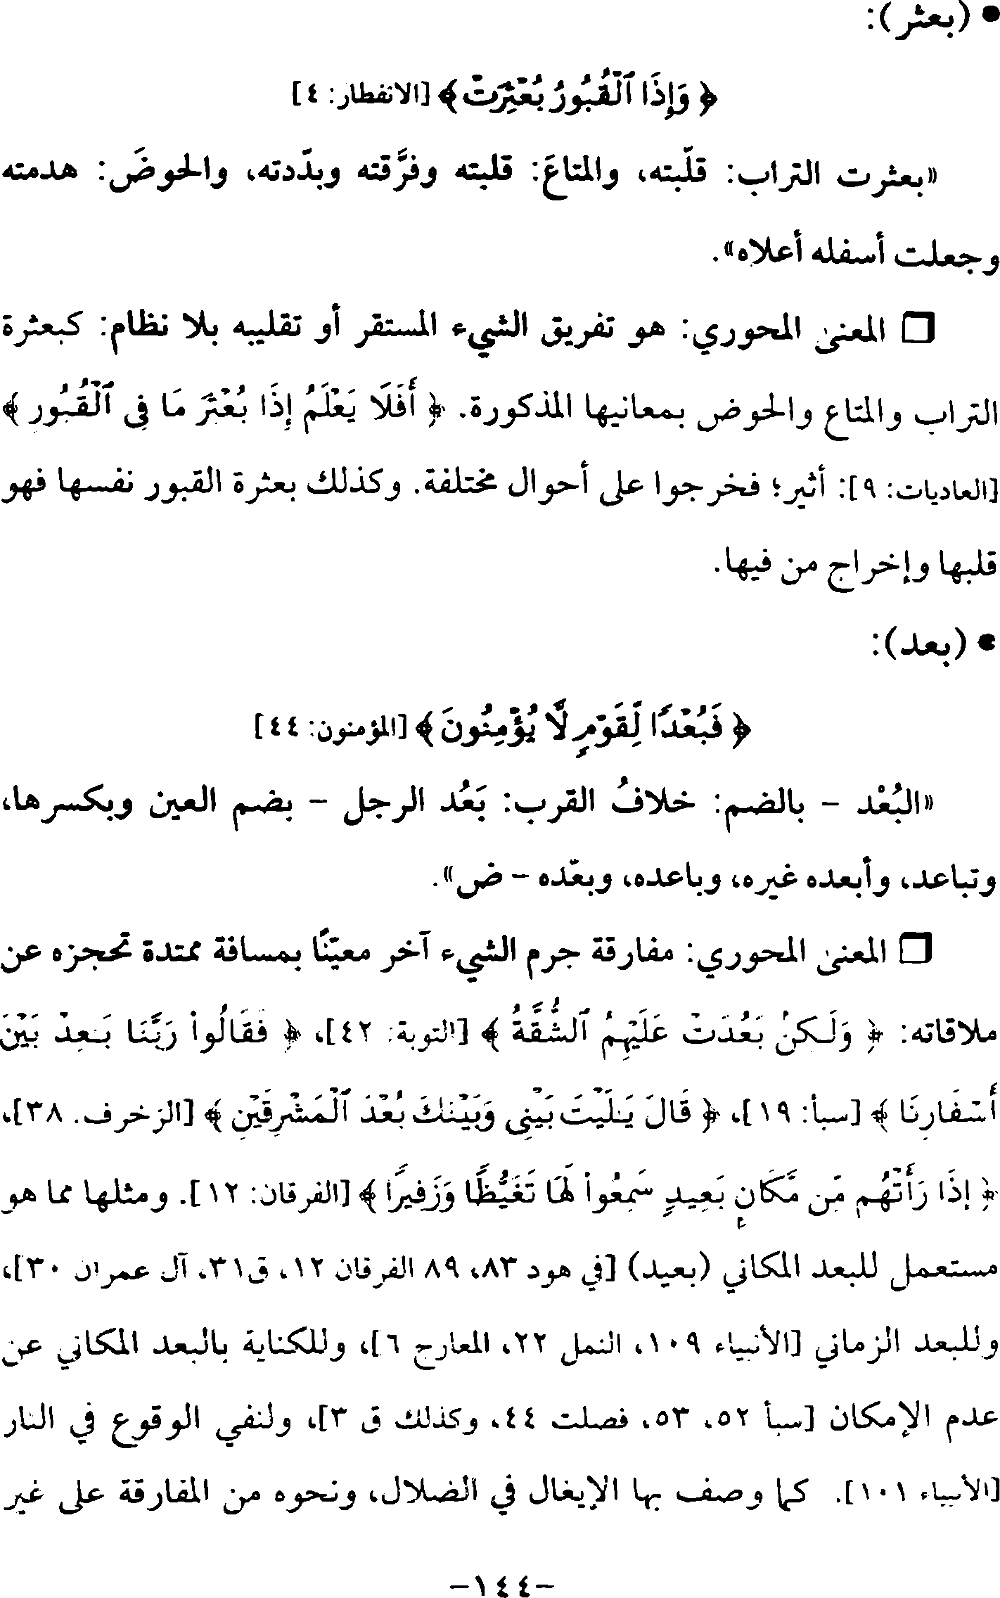 • (بعثر):
﴿ وَإِذَا ٱلْقُبُورُ بُعْثِرَتْ ﴾ [الانفطار: ٤]
«بعثرت التراب: قلّبته، والمتاعَ: قلبته وفرَّقته وبدّدته، والحوضَ: هدمته
وجعلت أسفله أعلاه».
❒ المعنى المحوري: هو تفريق الشيء المستقر أو تقليبه بلا نظام: كبعثرة
التراب والمتاع والحوض بمعانيها المذكورة. ﴿ أَفَلَا يَعْلَمُ إِذَا بُعْثِرَ مَا فِى ٱلْقُبُورِ ﴾
[العاديات: ٩]: أثير؛ فخرجوا على أحوال مختلفة. وكذلك بعثرة القبور نفسها فهو
قلبها وإخراج من فيها.
• (بعد):
﴿ فَبُعْدًا لِّقَوْمٍ لَّا يُؤْمِنُونَ ﴾ [المؤمنون: ٤٤]
«البُعْد - بالضم: خلافُ القرب: بَعُد الرجل - بضم العين وبكسرها،
وتباعد، وأبعده غيره، وباعده، وبعّده - ض».
❒ المعنى المحوري: مفارقة جرم الشيء آخر معيّنًا بمسافة ممتدة تحجزه عن
ملاقاته: ﴿ وَلَـٰكِنۢ بَعُدَتْ عَلَيْهِمُ ٱلشُّقَّةُ ﴾ [التوبة: ٤٢]، ﴿ فَقَالُوا۟ رَبَّنَا بَـٰعِدْ بَيْنَ
أَسْفَارِنَا ﴾ [سبأ: ١٩]، ﴿ قَالَ يَـٰلَيْتَ بَيْنِى وَبَيْنَكَ بُعْدَ ٱلْمَشْرِقَيْنِ ﴾ [الزخرف. ٣٨]،
﴿ إِذَا رَأَتْهُم مِّن مَّكَانٍۭ بَعِيدٍ سَمِعُوا۟ لَهَا تَغَيُّظًا وَزَفِيرًا ﴾ [الفرقان: ١٢]. ومثلها مما هو
مستعمل للبعد المكاني (بعيد) [في هود ٨٣، ٨٩ الفرقان ١٢، ق٣١، آل عمران ٣٠]،
وللبعد الزماني [الأنبياء ١٠٩، النمل ٢٢، المعارج ٦]، وللكناية بالبعد المكاني عن
عدم الإمكان [سبأ ٥٢، ٥٣، فصلت ٤٤، وكذلك ق ٣]، ولنفي الوقوع في النار
[الأنبياء ١٠١]. كما وصف بها الإيغال في الضلال، ونحوه من المفارقة على غير
-١٤٤-